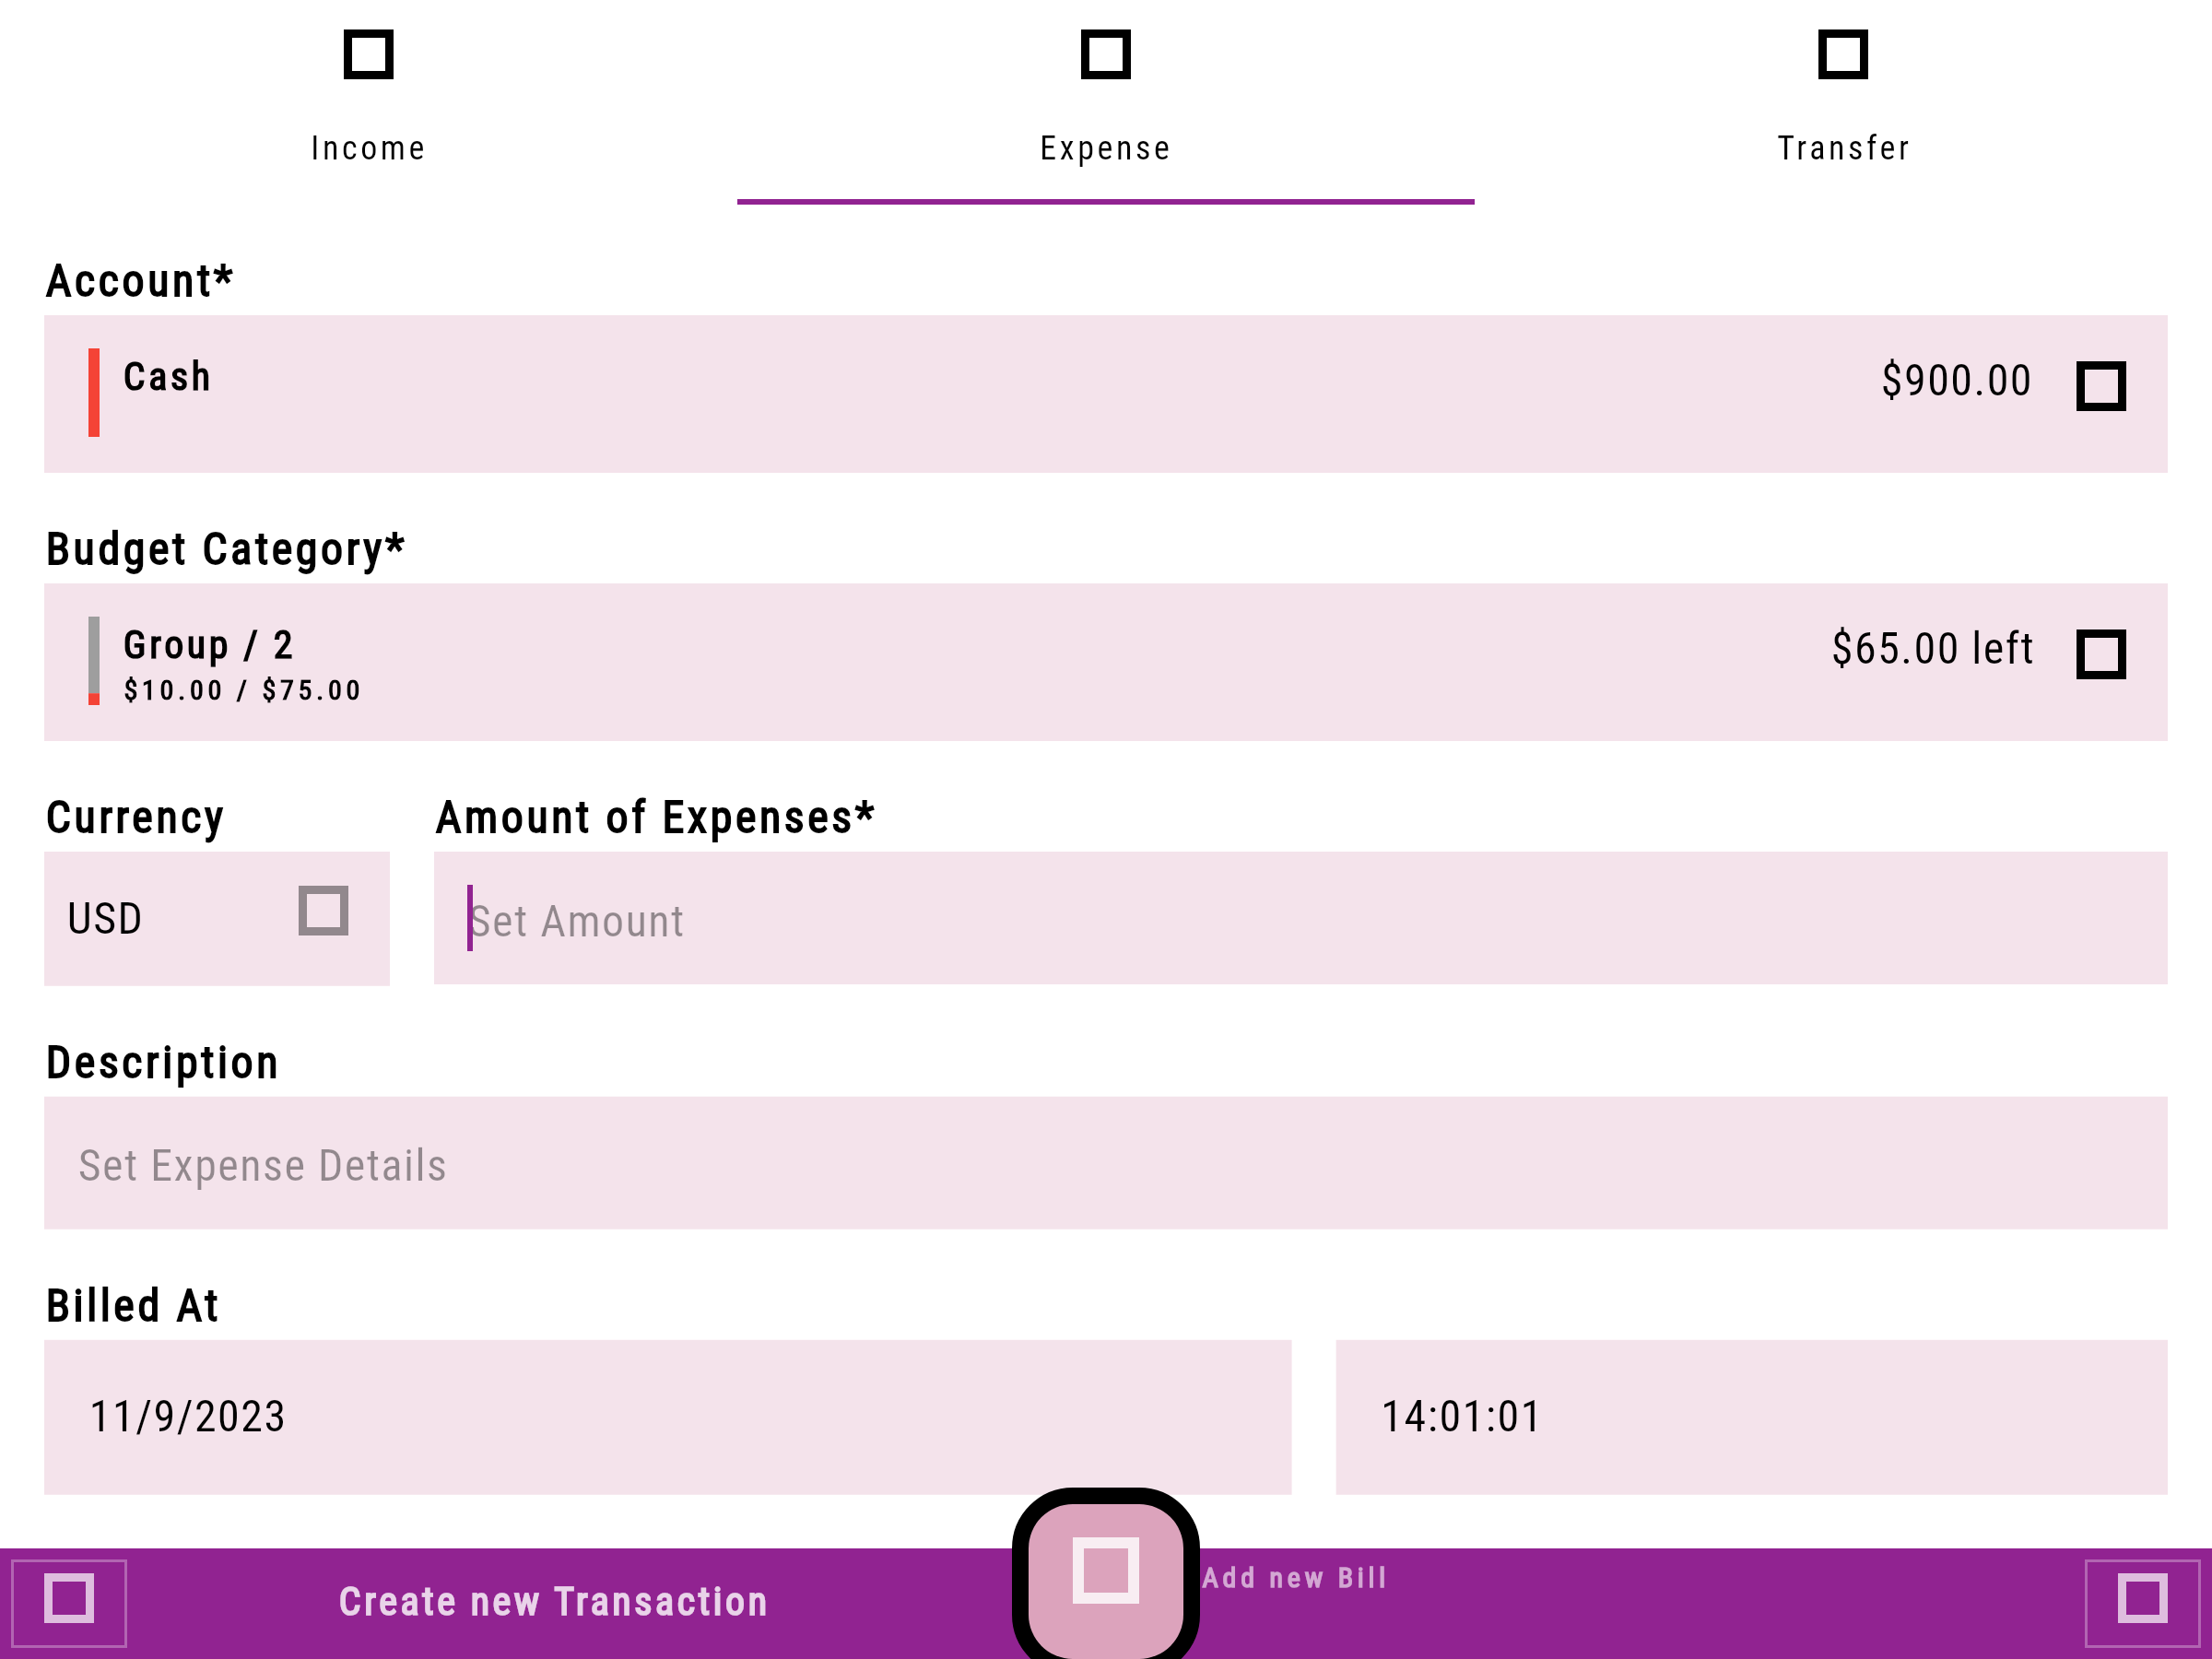 Income
Expense
Transfer
Account*
Cash
$900.00
Budget Category*
Group / 2
$10.00 / $75.00
$65.00 left
Currency
Amount of Expenses*
USD
Set Amount
Description
Set Expense Details
Billed At
11/9/2023
14:01:01
Create new Transaction
Add new Bill